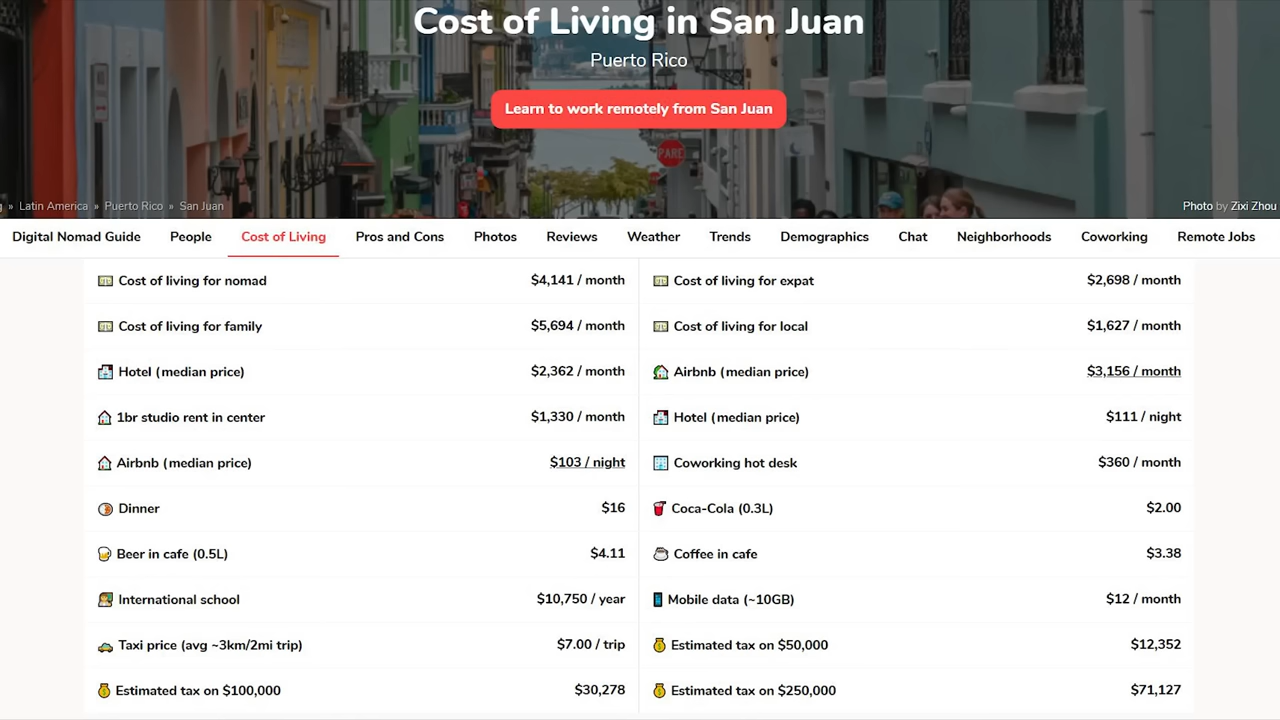 Cost of Living in San Juan
Puerto Rico
Learn to work remotely from San Juan
PARE
» Latin America » Puerto Rico » San Juan
Photo by Zixi Zhou
Digital Nomad Guide People Cost of Living Pros and Cons Photos Reviews Weather Trends Demographics Chat Neighborhoods Coworking Remote Jobs
Cost of living for nomad $4,141 / month Cost of living for expat $2,698 / month
Cost of living for family $5,694 / month Cost of living for local $1,627 / month
Hotel (median price) $2,362 / month Airbnb (median price) $3,156 / month
1br studio rent in center $1,330 / month Hotel (median price) $111 / night
Airbnb (median price) $103 / night Coworking hot desk $360 / month
Dinner $16 Coca-Cola (0.3L) $2.00
Beer in cafe (0.5L) $4.11 Coffee in cafe $3.38
International school $10,750 / year Mobile data (~10GB) $12 / month
Taxi price (avg ~3km/2mi trip) $7.00 / trip Estimated tax on $50,000 $12,352
Estimated tax on $100,000 $30,278 Estimated tax on $250,000 $71,127